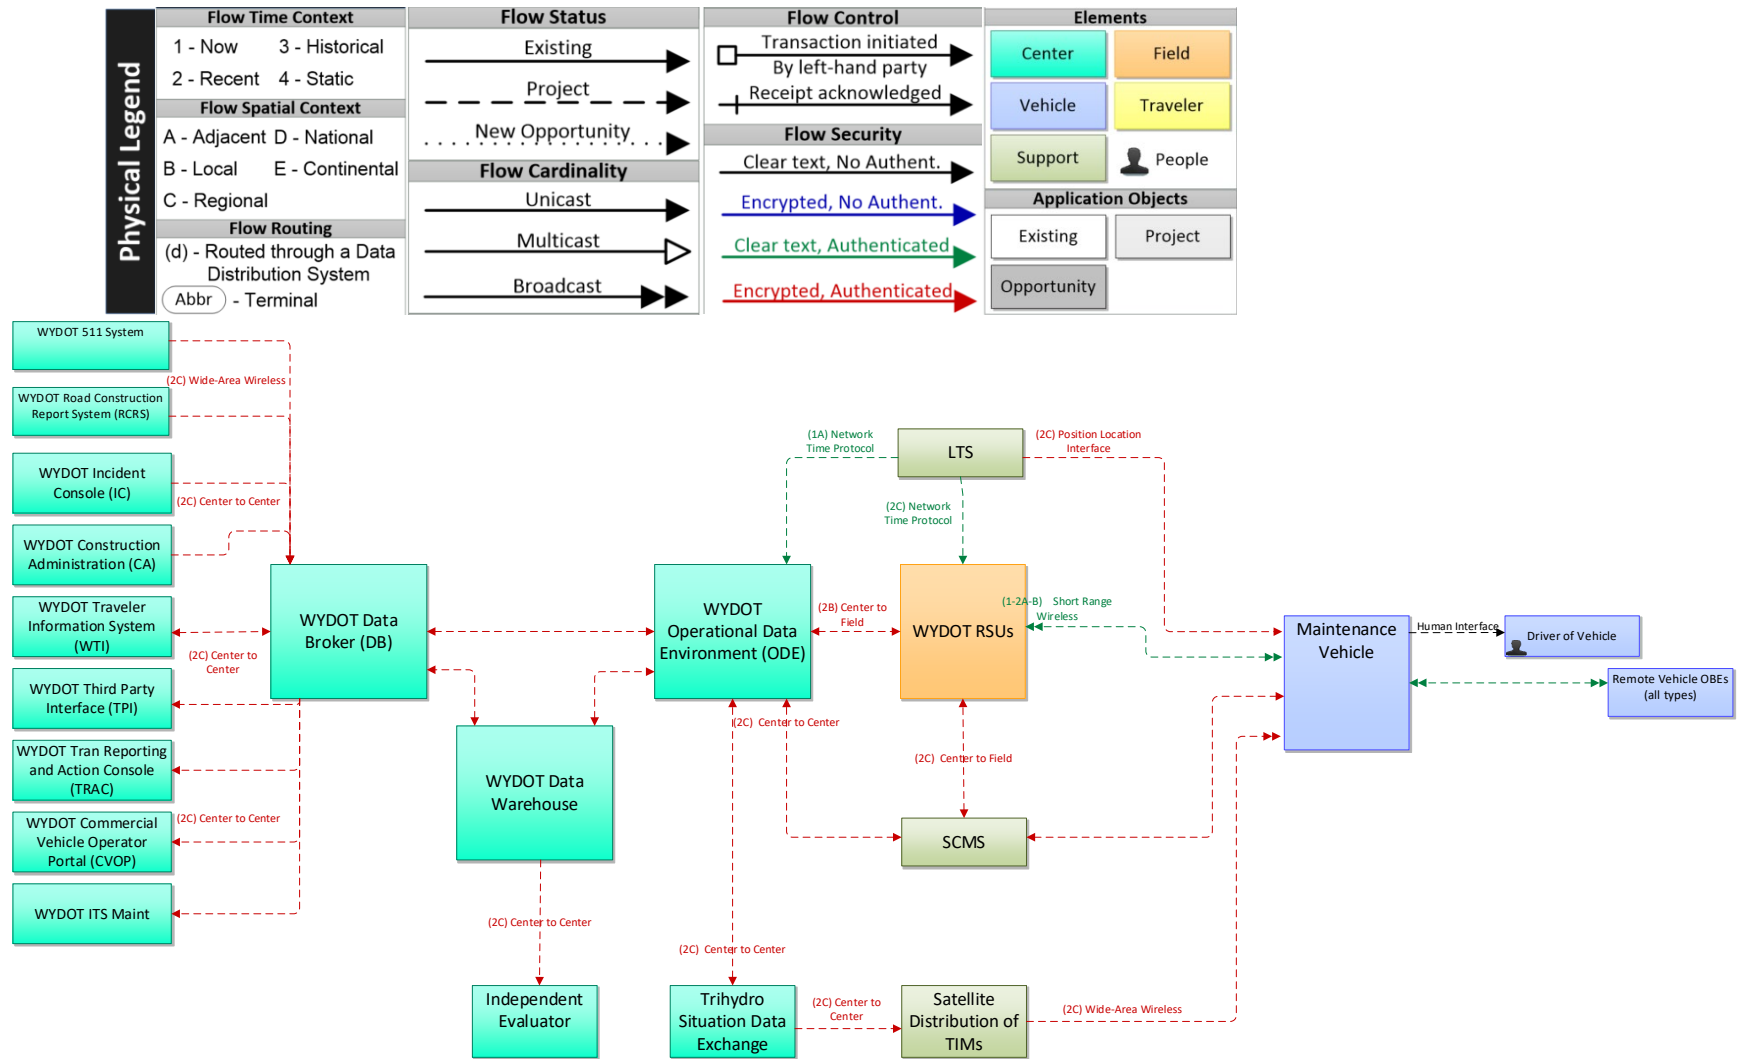 Physical Legend
Flow Time Context
1 - Now 3 - Historical
2 - Recent 4 - Static
Flow Spatial Context
A - Adjacent D - National
B - Local E - Continental
C - Regional
Flow Routing
(d) - Routed through a Data
Distribution System
Abbr - Terminal
Flow Status
Existing
Project
New Opportunity
Flow Cardinality
Unicast
Multicast
Broadcast
Flow Control
Transaction initiated
By left-hand party
Receipt acknowledged
Flow Security
Clear text, No Authent.
Encrypted, No Authent.
Clear text, Authenticated
Encrypted, Authenticated
Elements
Center Field
Vehicle Traveler
Support People
Application Objects
Existing Project
Opportunity
WYDOT 511 System
(2C) Wide-Area Wireless
WYDOT Road Construction
Report System (RCRS)
WYDOT Incident
Console (IC)
(2C) Center to Center
WYDOT Construction
Administration (CA)
WYDOT Traveler
Information System
(WTI)
(2C) Center to
Center
WYDOT Third Party
Interface (TPI)
WYDOT Tran Reporting
and Action Console
(TRAC)
(2C) Center to Center
WYDOT Commercial
Vehicle Operator
Portal (CVOP)
WYDOT ITS Maint
WYDOT Data
Broker (DB)
WYDOT Data
Warehouse
(2C) Center to Center
Independent
Evaluator
(1A) Network
Time Protocol
LTS
(2C) Position Location
Interface
(2C) Network
Time Protocol
WYDOT
Operational Data
Environment (ODE)
(2B) Center to
Field
WYDOT RSUs
(1-2A-B) Short Range
Wireless
(2C) Center to Center
(2C) Center to Field
SCMS
(2C) Center to Center
Trihydro
Situation Data
Exchange
(2C) Center to
Center
Satellite
Distribution of
TIMs
(2C) Wide-Area Wireless
Maintenance
Vehicle
Human Interface
Driver of Vehicle
Remote Vehicle OBEs
(all types)